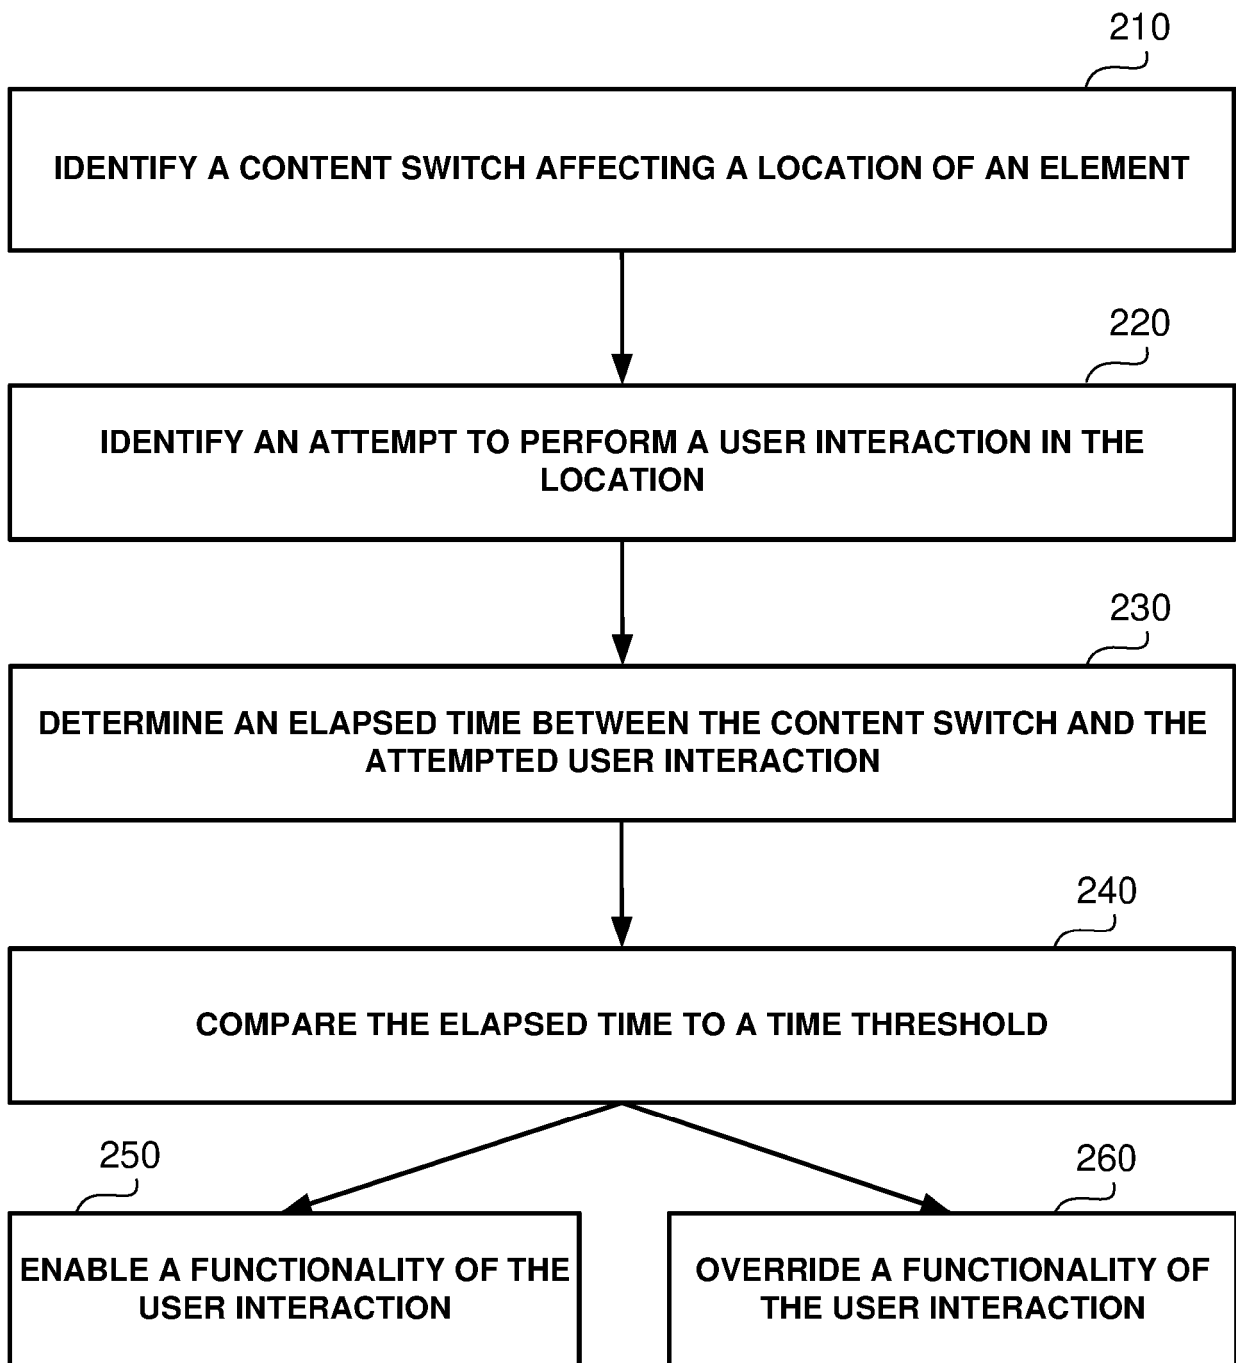 210
IDENTIFY A CONTENT SWITCH AFFECTING A LOCATION OF AN ELEMENT
220
IDENTIFY AN ATTEMPT TO PERFORM A USER INTERACTION IN THE
LOCATION
230
DETERMINE AN ELAPSED TIME BETWEEN THE CONTENT SWITCH AND THE
ATTEMPTED USER INTERACTION
240
COMPARE THE ELAPSED TIME TO A TIME THRESHOLD
250
ENABLE A FUNCTIONALITY OF THE
USER INTERACTION
260
OVERRIDE A FUNCTIONALITY OF
THE USER INTERACTION